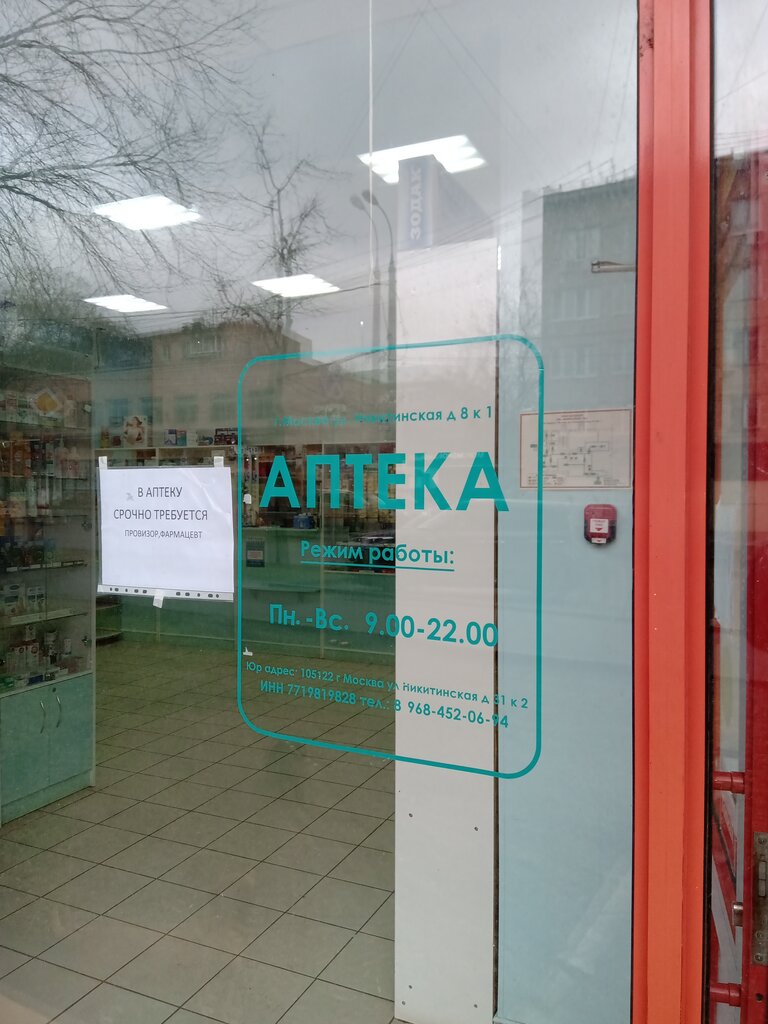 ЗОДАК
г.Москва ул. Никитинская д 8 к 1
АПТЕКА
Режим работы:
Пн.-Вс. 9.00-22.00
Юр адрес: 105122 г Москва ул Никитинская д 31 к 2
ИНН 7719819828 тел.: 8 968-452-06-94
В АПТЕКУ
СРОЧНО ТРЕБУЕТСЯ
ПРОВИЗОР,ФАРМАЦЕВТ